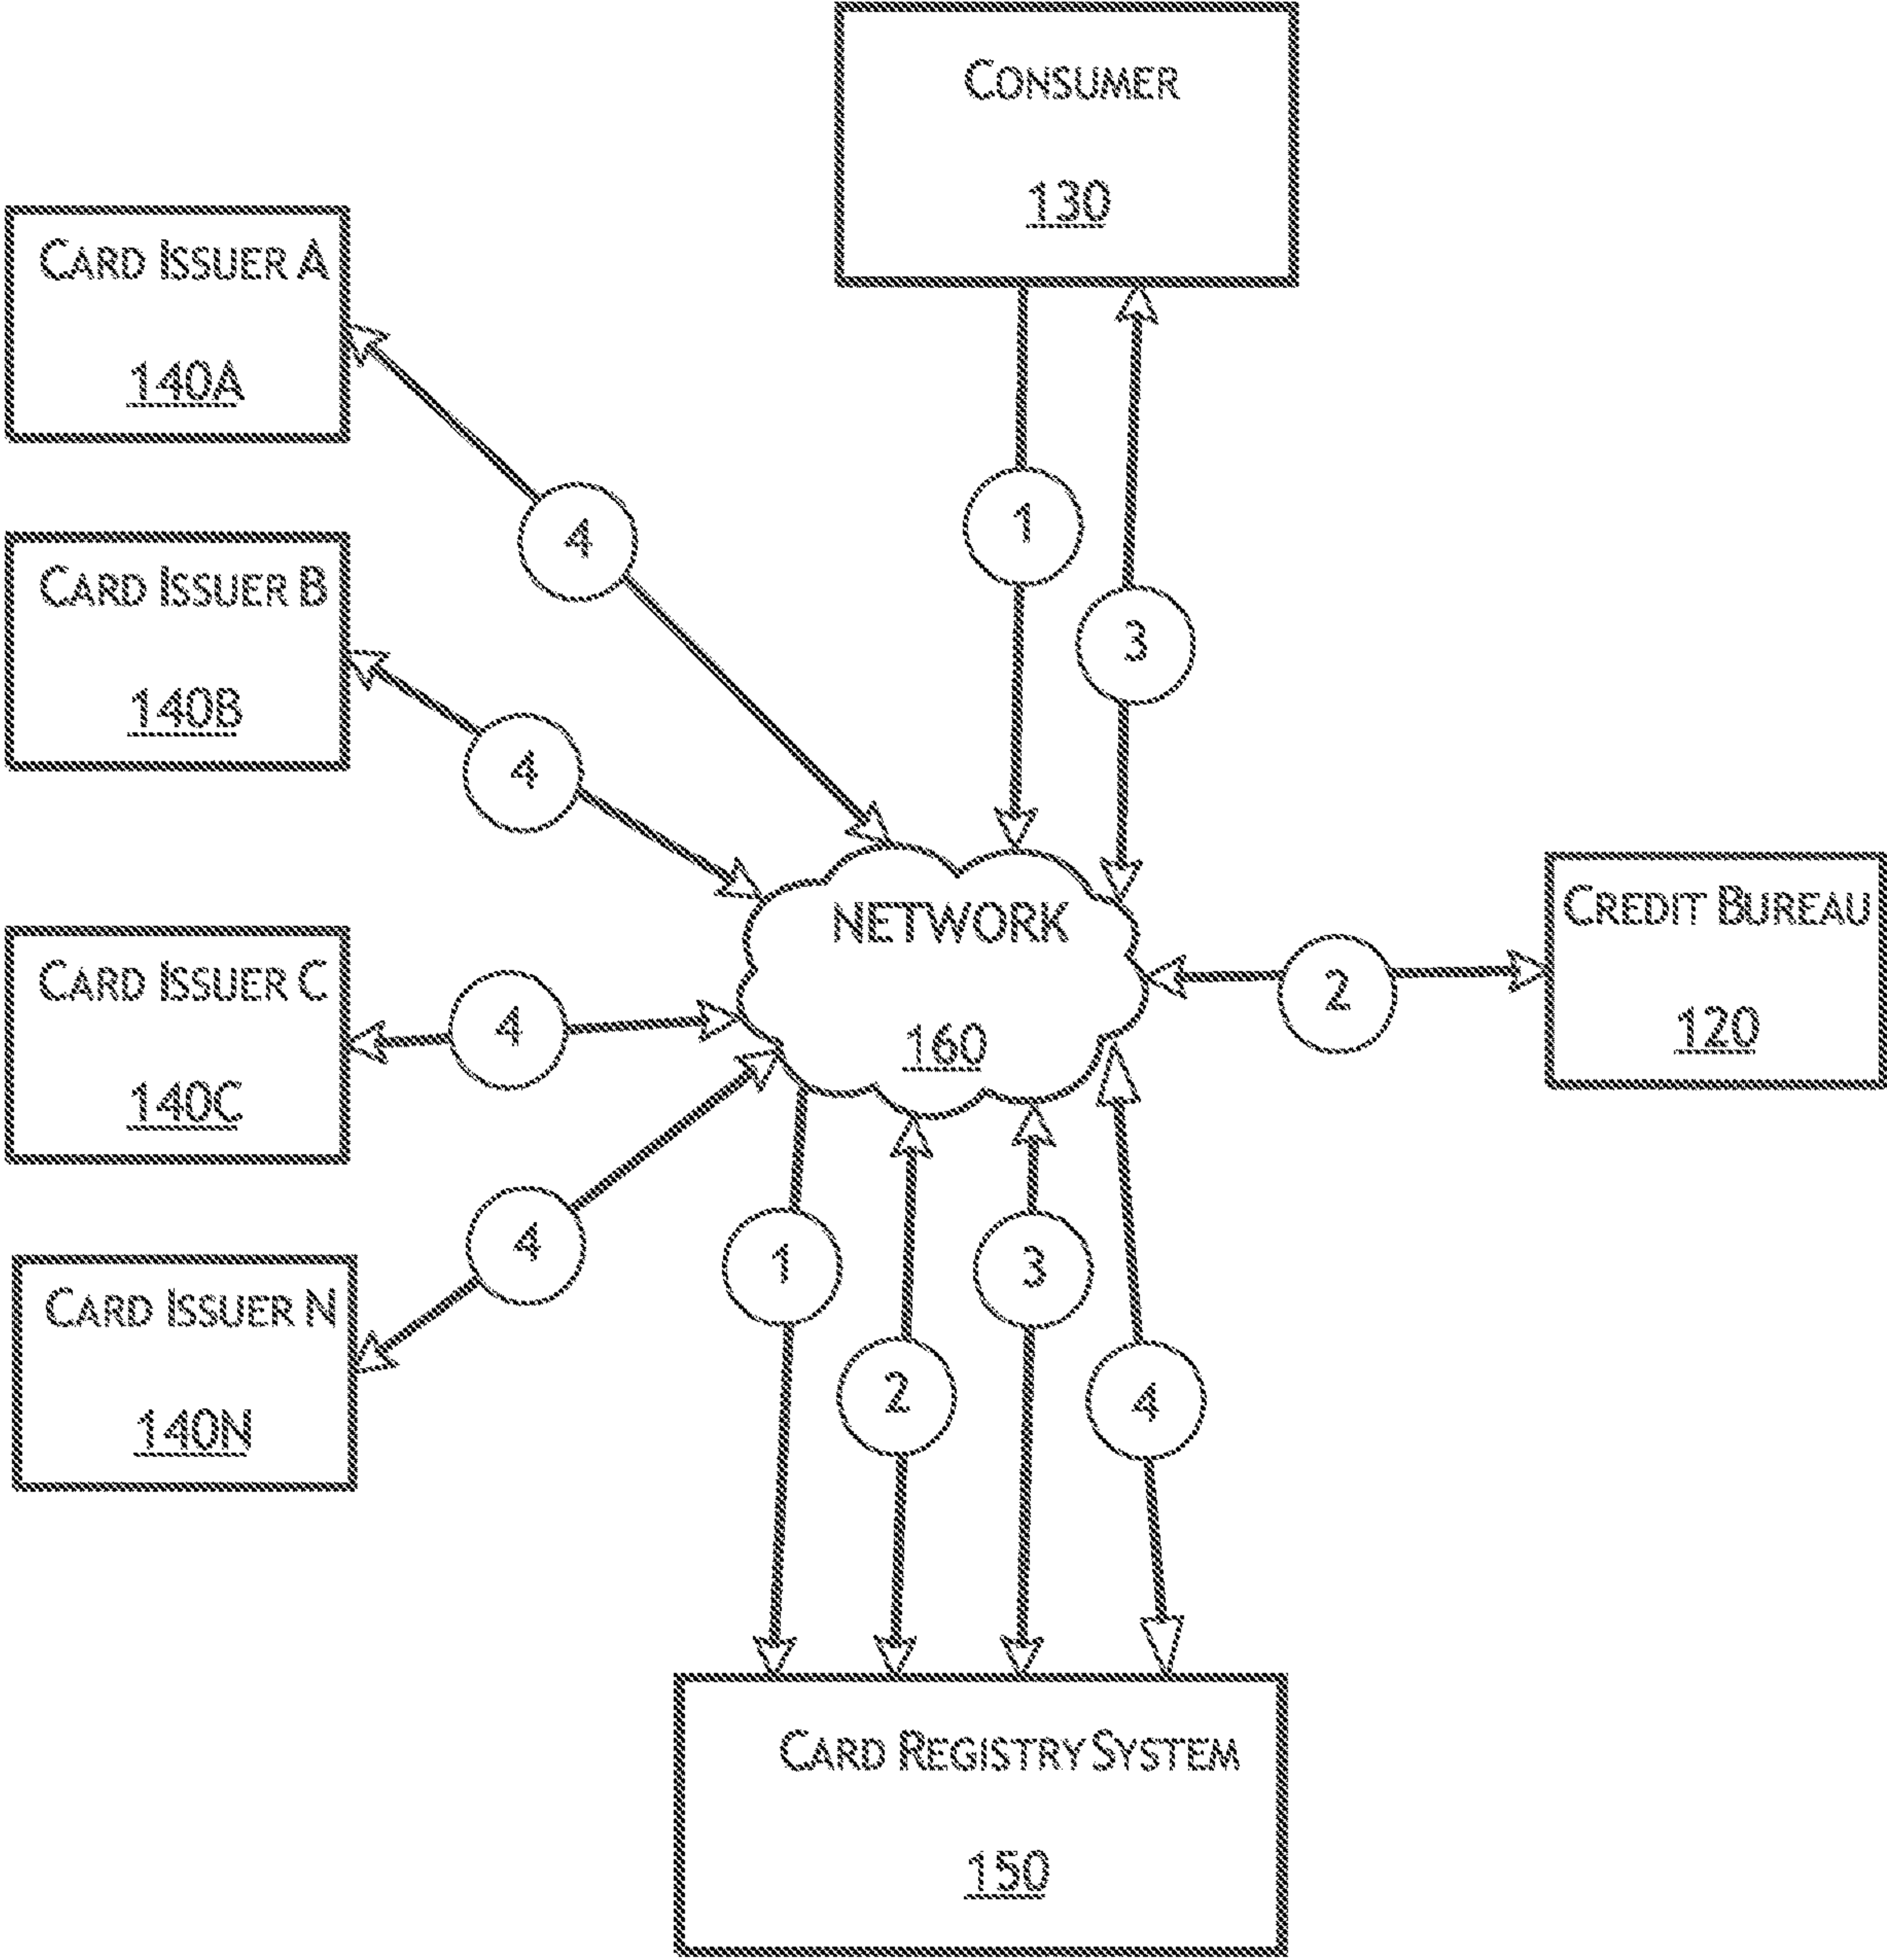 CONSUMER
130
CARD ISSUER A
140A
4
1
CARD ISSUER B
140B
3
4
NETWORK
160
CREDIT BUREAU
120
2
CARD ISSUER C
140C
4
4
CARD ISSUER N
140N
1
2
3
4
CARD REGISTRY SYSTEM
150